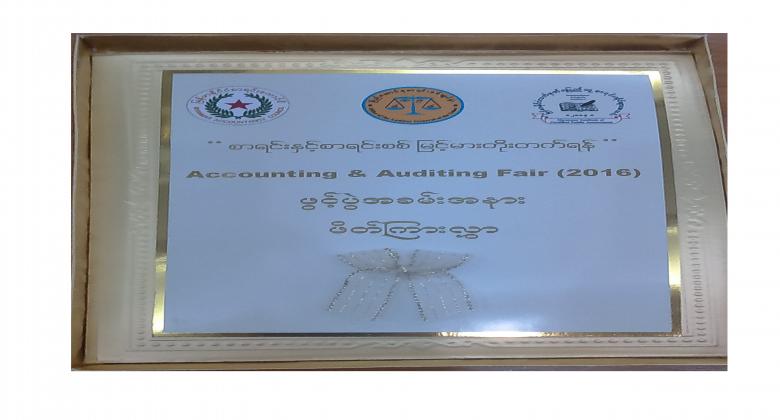 " စာရင်းနှင့်စာရင်းစစ် မြင့်မားတိုးတက်ရန် "
Accounting & Auditing Fair (2016)
ဖွင့်ပွဲအခမ်းအနား
ဖိတ်ကြားလွှာ